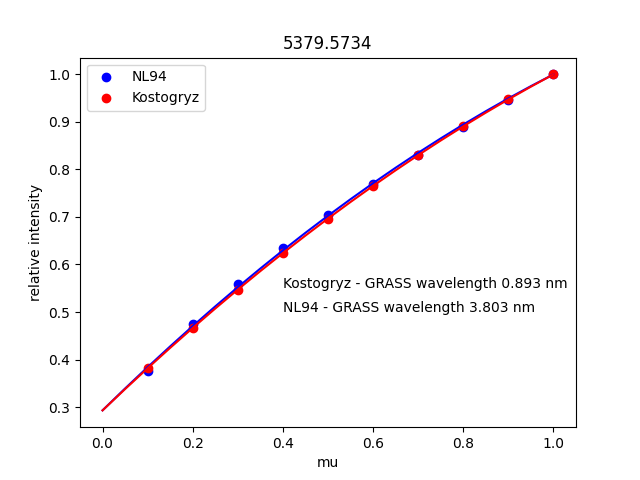 5379.5734
NL94
Kostogryz
1.0
0.9
0.8
0.7
0.6
0.5
0.4
0.3
relative intensity
Kostogryz - GRASS wavelength 0.893 nm
NL94 - GRASS wavelength 3.803 nm
0.0 0.2 0.4 0.6 0.8 1.0
mu